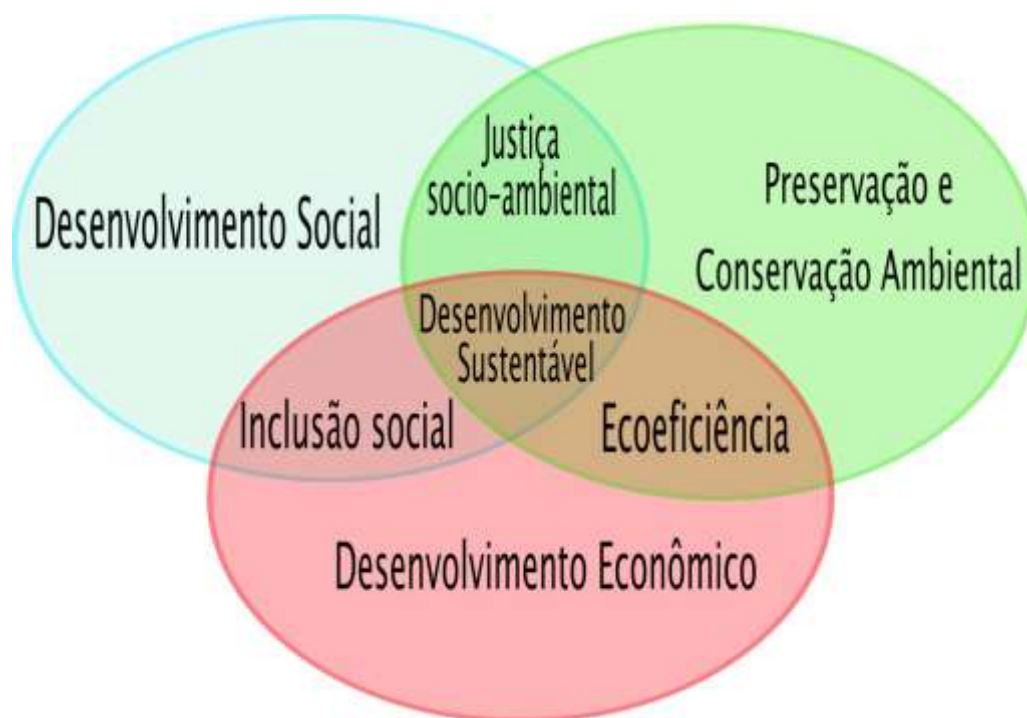 Justiça
socio-ambiental
Desenvolvimento Social
Preservação e
Conservação Ambiental
Desenvolvimento
Sustentável
Inclusão social
Ecoeficiência
Desenvolvimento Econômico